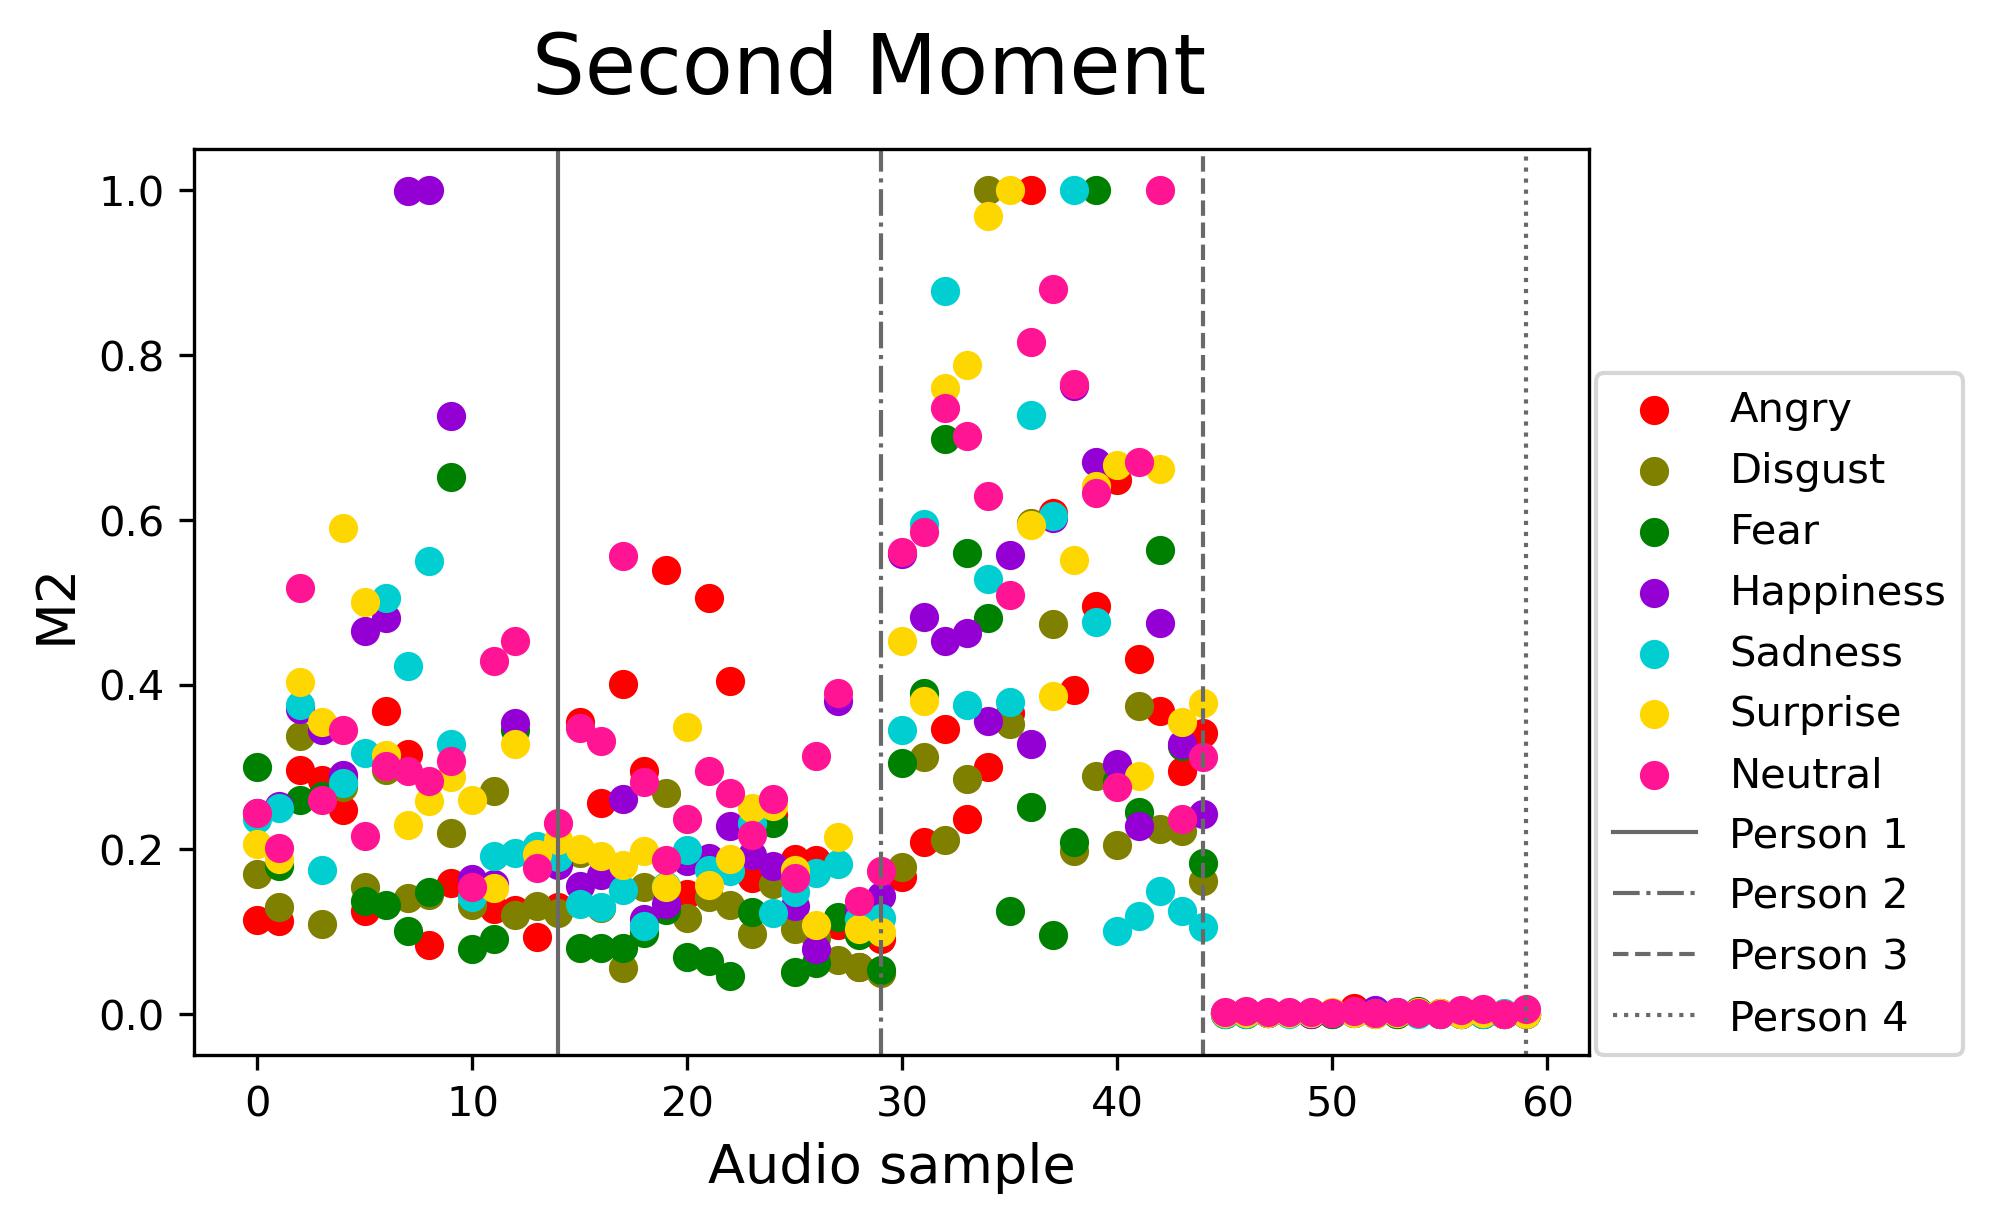 Second Moment
M2
1.0
0.8
0.6
0.4
0.2
0.0
0 10 20 30 40 50 60
Audio sample
Angry
Disgust
Fear
Happiness
Sadness
Surprise
Neutral
Person 1
Person 2
Person 3
Person 4